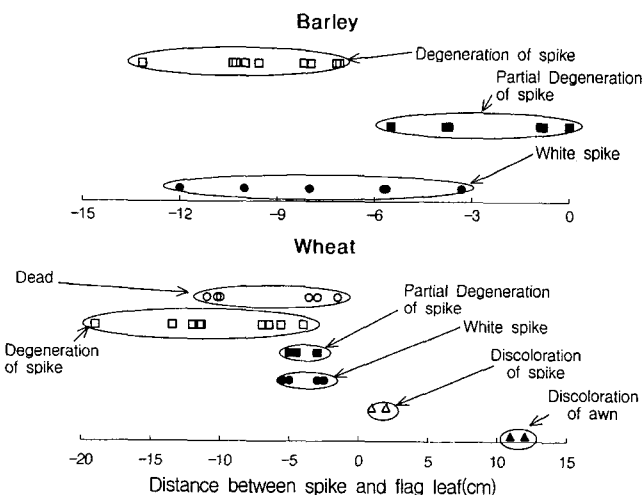 Barley
Degeneration of spike
Partial Degeneration
of spike
White spike
-15 -12 -9 -6 -3 0
Wheat
Dead
Partial Degeneration
of spike
White spike
Degeneration
of spike
Discoloration
of spike
Discoloration
of awn
-20 -15 -10 -5 0 5 10 15
Distance between spike and flag leaf(cm)